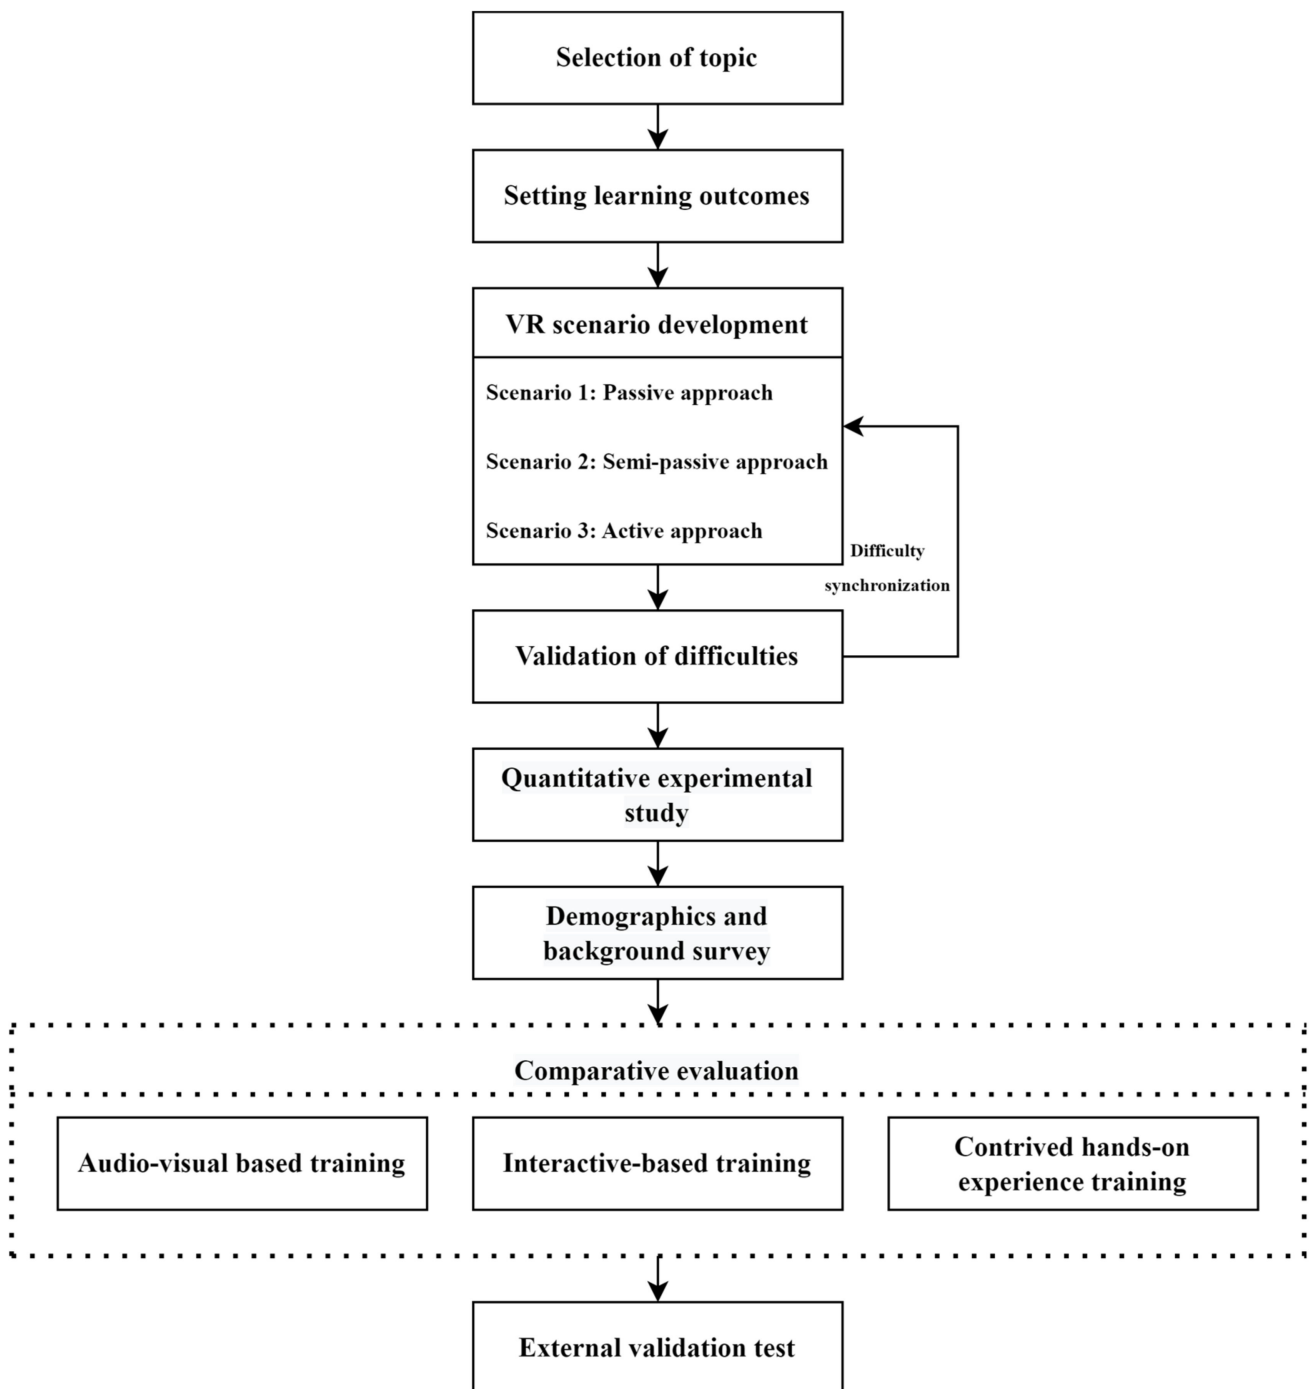 Selection of topic
Setting learning outcomes
VR scenario development
Scenario 1: Passive approach
Scenario 2: Semi-passive approach
Scenario 3: Active approach
Difficulty
synchronization
Validation of difficulties
Quantitative experimental
study
Demographics and
background survey
Comparative evaluation
Audio-visual based training
Interactive-based training
Contrived hands-on
experience training
External validation test